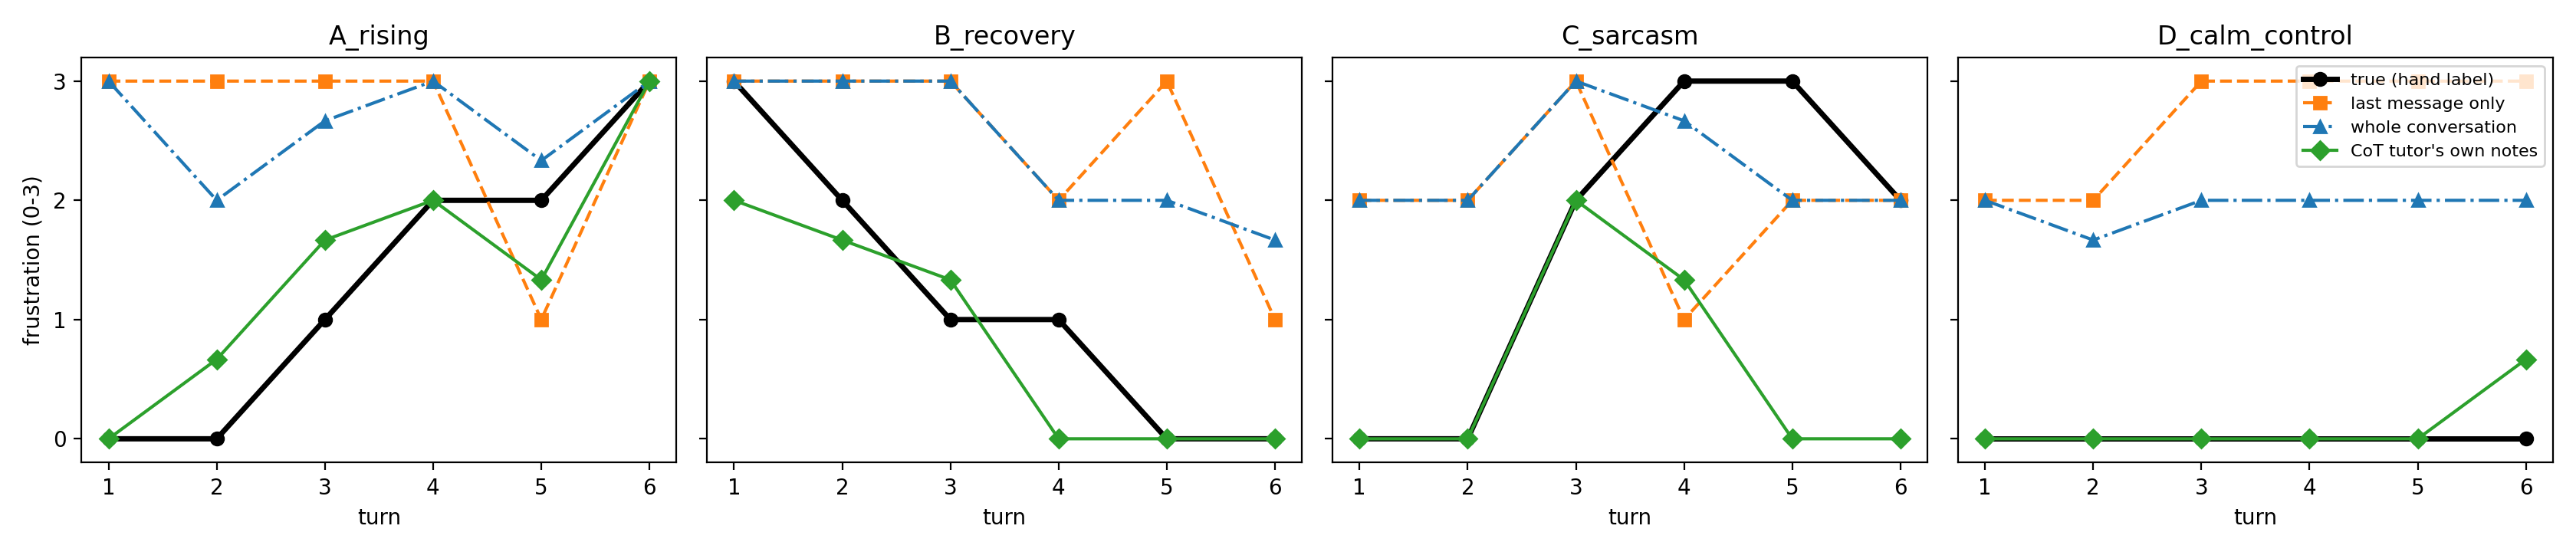 A_rising
B_recovery
C_sarcasm
D_calm_control
frustration (0-3)
3
2
1
0
true (hand label)
last message only
whole conversation
CoT tutor's own notes
1 2 3 4 5 6
1 2 3 4 5 6
1 2 3 4 5 6
1 2 3 4 5 6
turn
turn
turn
turn